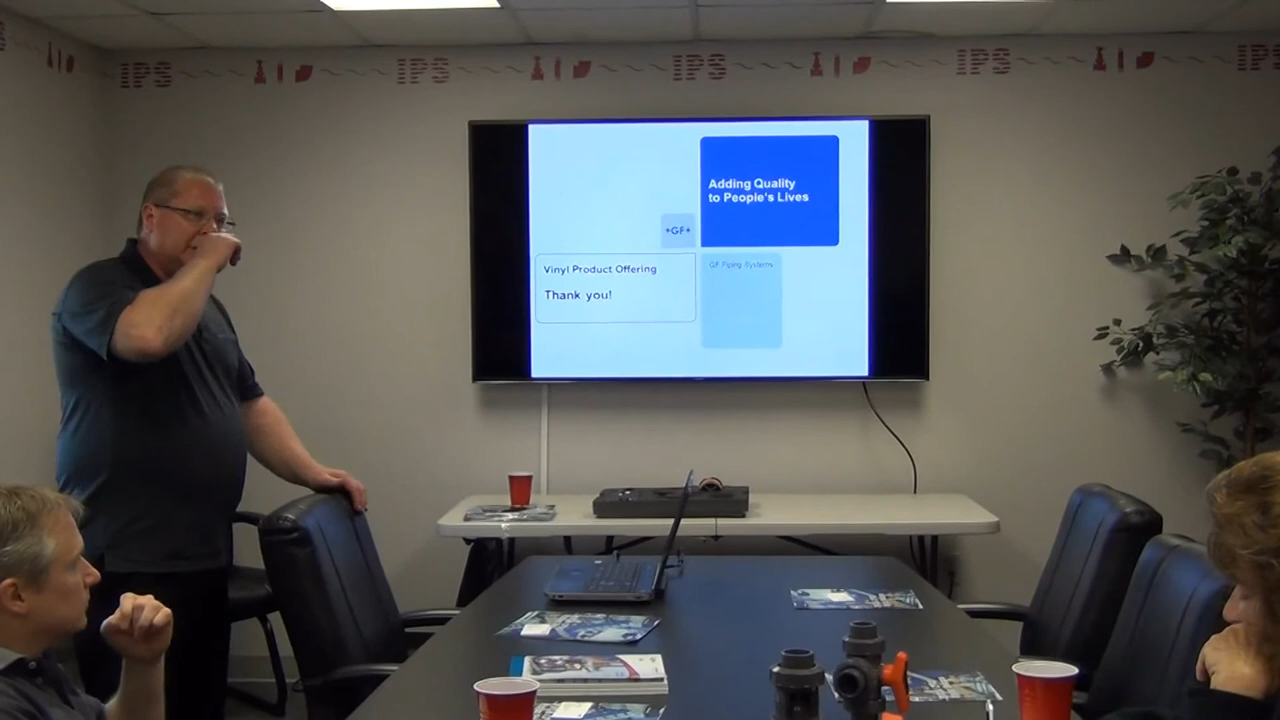 IPS IPS IPS IPS IPS
Adding Quality
to People's Lives
+GF+
GF Piping Systems
Vinyl Product Offering
Thank you!